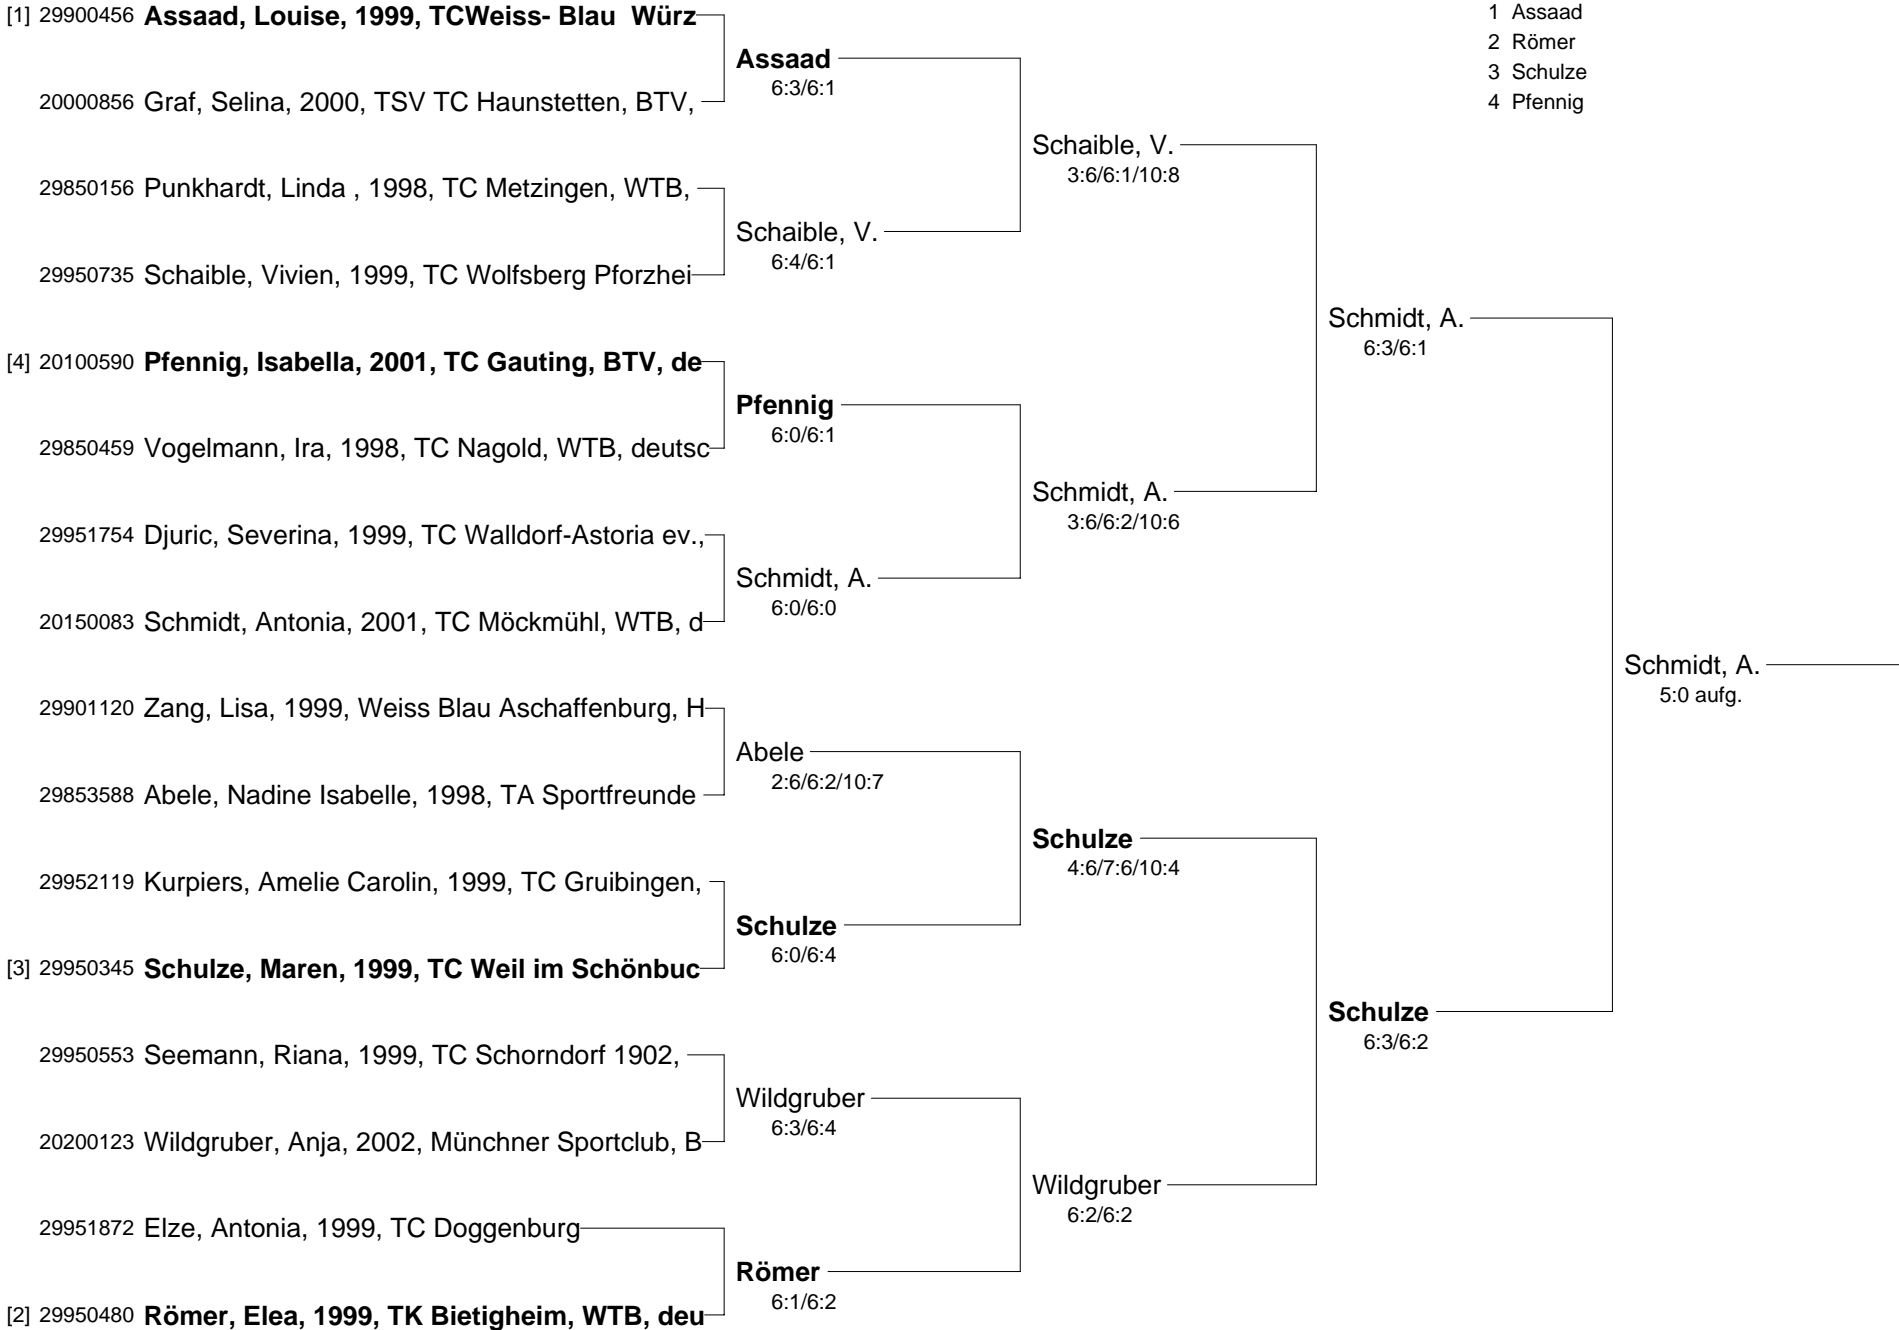 [1] 29900456 Assaad, Louise, 1999, TCWeiss- Blau  Würz
20000856 Graf, Selina, 2000, TSV TC Haunstetten, BTV,
29850156 Punkhardt, Linda , 1998, TC Metzingen, WTB,
29950735 Schaible, Vivien, 1999, TC Wolfsberg Pforzhei
[4] 20100590 Pfennig, Isabella, 2001, TC Gauting, BTV, de
29850459 Vogelmann, Ira, 1998, TC Nagold, WTB, deutsc
29951754 Djuric, Severina, 1999, TC Walldorf-Astoria ev.,
20150083 Schmidt, Antonia, 2001, TC Möckmühl, WTB, d
29901120 Zang, Lisa, 1999, Weiss Blau Aschaffenburg, H
29853588 Abele, Nadine Isabelle, 1998, TA Sportfreunde
29952119 Kurpiers, Amelie Carolin, 1999, TC Gruibingen,
[3] 29950345 Schulze, Maren, 1999, TC Weil im Schönbuc
29950553 Seemann, Riana, 1999, TC Schorndorf 1902,
20200123 Wildgruber, Anja, 2002, Münchner Sportclub, B
29951872 Elze, Antonia, 1999, TC Doggenburg
[2] 29950480 Römer, Elea, 1999, TK Bietigheim, WTB, deu
Assaad
6:3/6:1
Schaible, V.
6:4/6:1
Pfennig
6:0/6:1
Schmidt, A.
6:0/6:0
Abele
2:6/6:2/10:7
Schulze
6:0/6:4
Wildgruber
6:3/6:4
Römer
6:1/6:2
Schaible, V.
3:6/6:1/10:8
Schmidt, A.
3:6/6:2/10:6
Schulze
4:6/7:6/10:4
Wildgruber
6:2/6:2
Schmidt, A.
6:3/6:1
Schulze
6:3/6:2
Schmidt, A.
5:0 aufg.
1 Assaad
2 Römer
3 Schulze
4 Pfennig